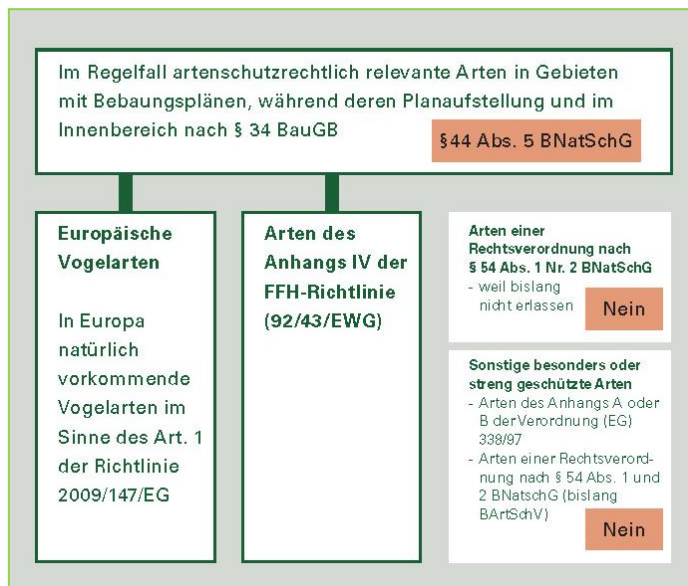 Im Regelfall artenschutzrechtlich relevante Arten in Gebieten
mit Bebaungsplänen, während deren Planaufstellung und im
Innenbereich nach § 34 BauGB
§44 Abs. 5 BNatSchG
Europäische
Vogelarten
In Europa
natürlich
vorkommende
Vogelarten im
Sinne des Art. 1
der Richtlinie
2009/147/EG
Arten des
Anhangs IV der
FFH-Richtlinie
(92/43/EWG)
Arten einer
Rechtsverordnung nach
§ 54 Abs. 1 Nr. 2 BNatSchG
- weil bislang
nicht erlassen
Nein
Sonstige besonders oder
streng geschützte Arten
- Arten des Anhangs A oder
B der Verordnung (EG)
338/97
- Arten einer Rechtsverord-
nung nach § 54 Abs. 1 und
2 BNatschG (bislang
BArtSchV)
Nein